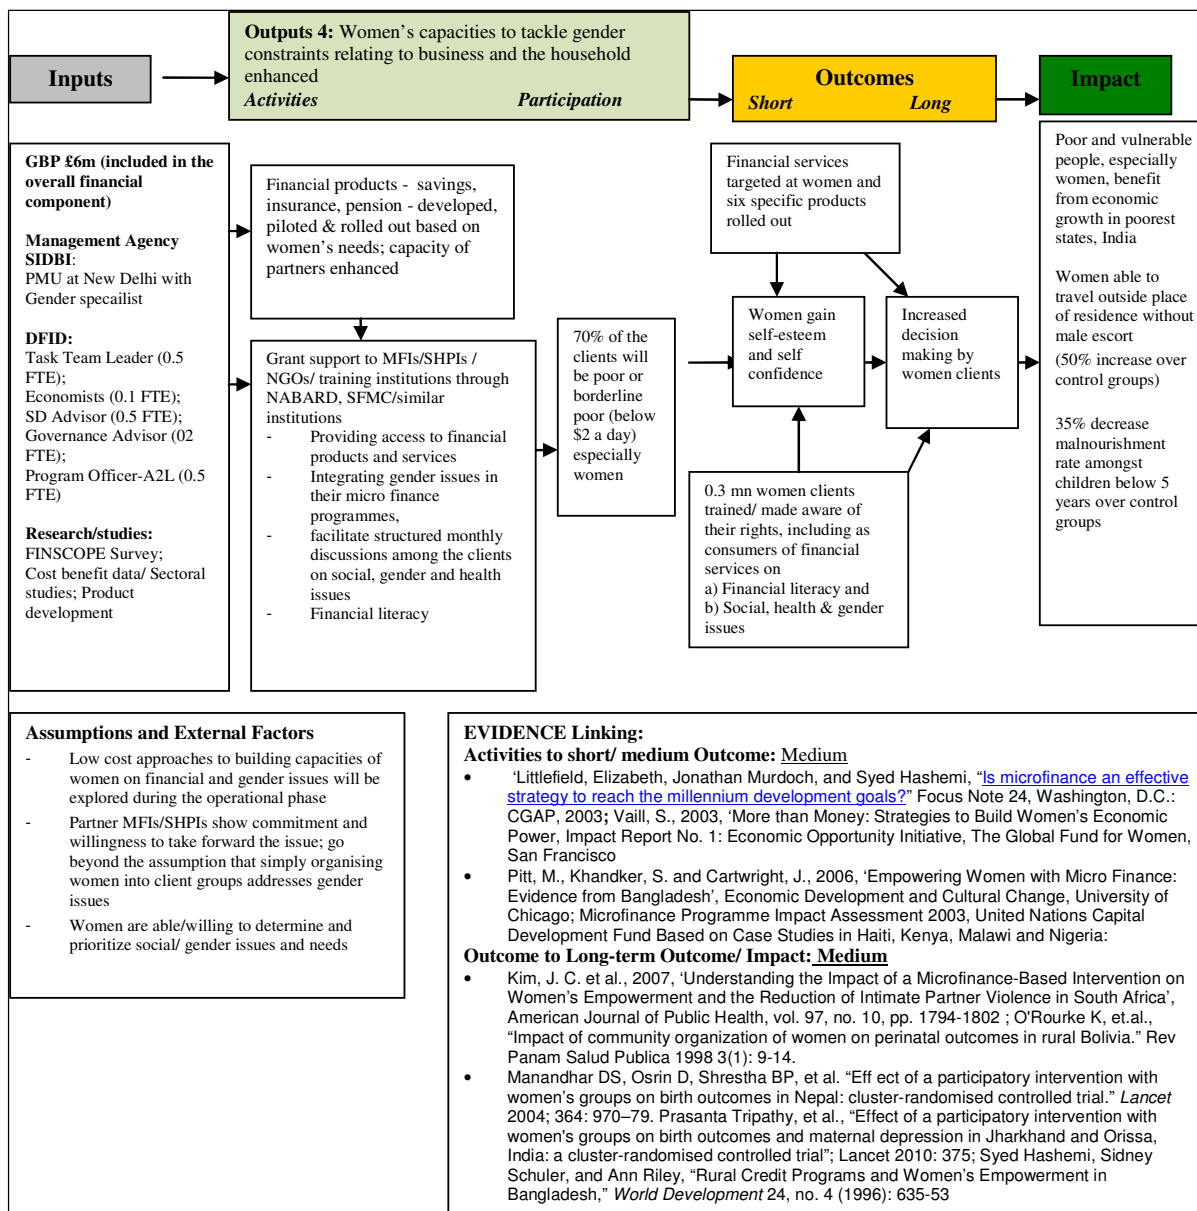 Inputs
Outputs 4: Women’s capacities to tackle gender
constraints relating to business and the household
enhanced
Activities Participation
Outcomes
Short Long
Impact
GBP £6m (included in the
overall financial
component)
Management Agency
SIDBI:
PMU at New Delhi with
Gender specailist
DFID:
Task Team Leader (0.5
FTE);
Economists (0.1 FTE);
SD Advisor (0.5 FTE);
Governance Advisor (02
FTE);
Program Officer-A2L (0.5
FTE)
Research/studies:
FINSCOPE Survey;
Cost benefit data/ Sectoral
studies; Product
development
Financial products - savings,
insurance, pension - developed,
piloted & rolled out based on
women’s needs; capacity of
partners enhanced
Grant support to MFIs/SHPIs /
NGOs/ training institutions through
NABARD, SFMC/similar
institutions
- Providing access to financial
products and services
- Integrating gender issues in
their micro finance
programmes,
- facilitate structured monthly
discussions among the clients
on social, gender and health
issues
- Financial literacy
70% of the
clients will
be poor or
borderline
poor (below
$2 a day)
especially
women
Financial services
targeted at women and
six specific products
rolled out
Women gain
self-esteem
and self
confidence
Increased
decision
making by
women clients
0.3 mn women clients
trained/ made aware of
their rights, including as
consumers of financial
services on
a) Financial literacy and
b) Social, health & gender
issues
Poor and vulnerable
people, especially
women, benefit
from economic
growth in poorest
states, India
Women able to
travel outside place
of residence without
male escort
(50% increase over
control groups)
35% decrease
malnourishment
rate amongst
children below 5
years over control
groups
Assumptions and External Factors
- Low cost approaches to building capacities of
women on financial and gender issues will be
explored during the operational phase
- Partner MFIs/SHPIs show commitment and
willingness to take forward the issue; go
beyond the assumption that simply organising
women into client groups addresses gender
issues
- Women are able/willing to determine and
prioritize social/ gender issues and needs
EVIDENCE Linking:
Activities to short/ medium Outcome: Medium
• ‘Littlefield, Elizabeth, Jonathan Murdoch, and Syed Hashemi, “Is microfinance an effective
strategy to reach the millennium development goals?” Focus Note 24, Washington, D.C.:
CGAP, 2003; Vaill, S., 2003, ‘More than Money: Strategies to Build Women’s Economic
Power, Impact Report No. 1: Economic Opportunity Initiative, The Global Fund for Women,
San Francisco
• Pitt, M., Khandker, S. and Cartwright, J., 2006, ‘Empowering Women with Micro Finance:
Evidence from Bangladesh’, Economic Development and Cultural Change, University of
Chicago; Microfinance Programme Impact Assessment 2003, United Nations Capital
Development Fund Based on Case Studies in Haiti, Kenya, Malawi and Nigeria:
Outcome to Long-term Outcome/ Impact: Medium
• Kim, J. C. et al., 2007, ‘Understanding the Impact of a Microfinance-Based Intervention on
Women’s Empowerment and the Reduction of Intimate Partner Violence in South Africa’,
American Journal of Public Health, vol. 97, no. 10, pp. 1794-1802 ; O'Rourke K, et.al.,
“Impact of community organization of women on perinatal outcomes in rural Bolivia.” Rev
Panam Salud Publica 1998 3(1): 9-14.
• Manandhar DS, Osrin D, Shrestha BP, et al. “Eff ect of a participatory intervention with
women’s groups on birth outcomes in Nepal: cluster-randomised controlled trial.” Lancet
2004; 364: 970–79. Prasanta Tripathy, et al., “Effect of a participatory intervention with
women's groups on birth outcomes and maternal depression in Jharkhand and Orissa,
India: a cluster-randomised controlled trial”; Lancet 2010: 375; Syed Hashemi, Sidney
Schuler, and Ann Riley, “Rural Credit Programs and Women’s Empowerment in
Bangladesh,” World Development 24, no. 4 (1996): 635-53